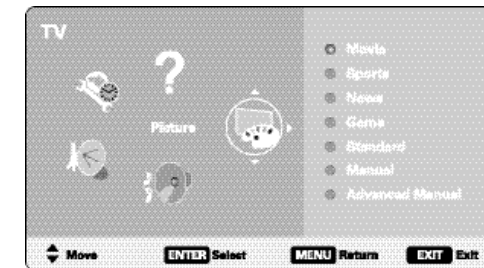 TV
?
Picture
Movie
Sports
News
Game
Standard
Manual
Advanced Manual
Move ENTER Select MENU Return EXIT Exit